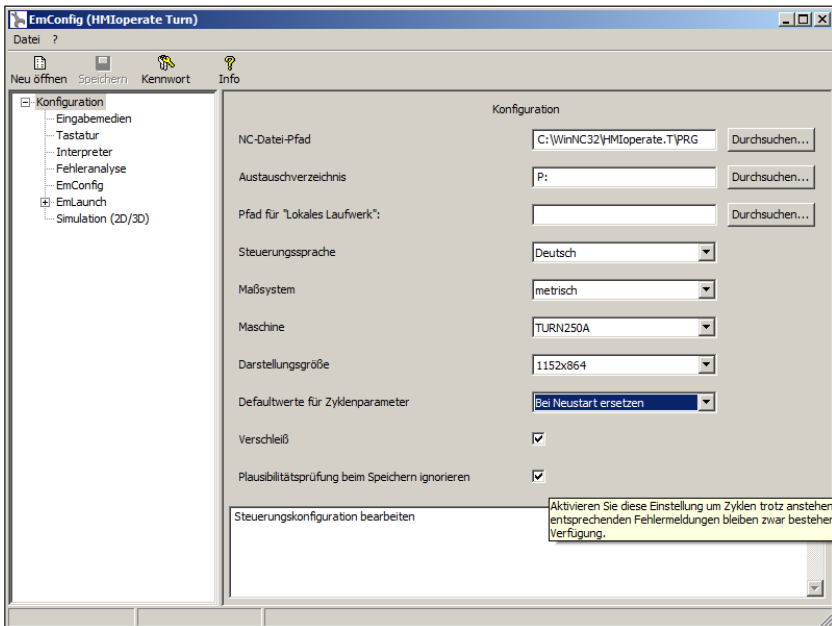 EmConfig (HMIoperate Turn)
Datei ?
Neu öffnen Speichern Kennwort Info
Konfiguration
Eingabemedien
Tastatur
Interpreter
Fehleranalyse
EmConfig
EmLaunch
Simulation (2D/3D)
Konfiguration
NC-Datei-Pfad C:\WinNC32\HMIoperate.T\PRG Durchsuchen...
Austauschverzeichnis P: Durchsuchen...
Pfad für "Lokales Laufwerk": Durchsuchen...
Steuerungssprache Deutsch
Maßsystem metrisch
Maschine TURN250A
Darstellungsgröße 1152x864
Defaultwerte für Zyklenparameter Bei Neustart ersetzen
Verschleiß
Plausibilitätsprüfung beim Speichern ignorieren
Steuerungskonfiguration bearbeiten
Aktivieren Sie diese Einstellung um Zyklen trotz anstehen
entsprechenden Fehlermeldungen bleiben zwar bestehen
Verfügung.